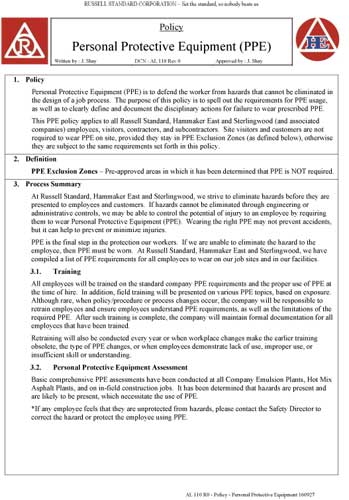 RUSSELL STANDARD CORPORATION – Set the standard, so nobody beats us
Policy
Personal Protective Equipment (PPE)
Written by : J. Shay DCN - AL 110 Rev 0 Approved by : J. Shay
1. Policy
Personal Protective Equipment (PPE) is to defend the worker from hazards that cannot be eliminated in
the design of a job process. The purpose of this policy is to spell out the requirements for PPE usage,
as well as to clearly define and document the disciplinary actions for failure to wear prescribed PPE.
This PPE policy applies to all Russell Standard, Hammaker East and Sterlingwood (and associated
companies) employees, visitors, contractors, and subcontractors. Site visitors and customers are not
required to wear PPE on site, provided they stay in PPE Exclusion Zones (as defined below), otherwise
they are subject to the same requirements set forth in this policy.
2. Definition
PPE Exclusion Zones – Pre-approved areas in which it has been determined that PPE is NOT required.
3. Process Summary
At Russell Standard, Hammaker East and Sterlingwood, we strive to eliminate hazards before they are
presented to employees and customers. If hazards cannot be eliminated through engineering or
administrative controls, we may be able to control the potential of injury to an employee by requiring
them to wear Personal Protective Equipment (PPE). Wearing the right PPE may not prevent accidents,
but it can help to prevent or minimize injuries.
PPE is the final step in the protection our workers. If we are unable to eliminate the hazard to the
employee, then PPE must be worn. At Russell Standard, Hammaker East and Sterlingwood, we have
compiled a list of PPE requirements for all employees to wear on our job sites and in our facilities.
3.1. Training
All employees will be trained on the standard company PPE requirements and the proper use of PPE at
the time of hire. In addition, field training will be presented on various PPE topics, based on exposure.
Although rare, when policy/procedure or process changes occur, the company will be responsible to
retrain employees and ensure employees understand PPE requirements, as well as the limitations of the
required PPE. After such training is complete, the company will maintain formal documentation for all
employees that have been trained.
Retraining will also be conducted every year or when workplace changes make the earlier training
obsolete, the type of PPE changes, or when employees demonstrate lack of use, improper use, or
insufficient skill or understanding.
3.2. Personal Protective Equipment Assessment
Basic comprehensive PPE assessments have been conducted at all Company Emulsion Plants, Hot Mix
Asphalt Plants, and on in-field construction jobs. It has been determined that hazards are present and
are likely to be present, which necessitate the use of PPE.
*If any employee feels that they are unprotected from hazards, please contact the Safety Director to
correct the hazard or protect the employee using PPE.
AL 110 R0 - Policy - Personal Protective Equipment 160927